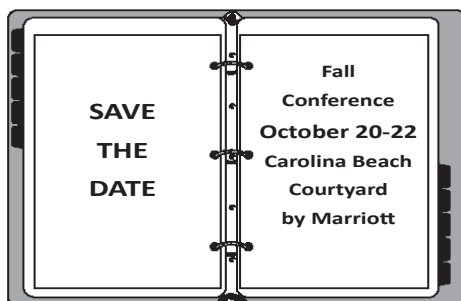 SAVE
THE
DATE
Fall
Conference
October 20-22
Carolina Beach
Courtyard
by Marriott